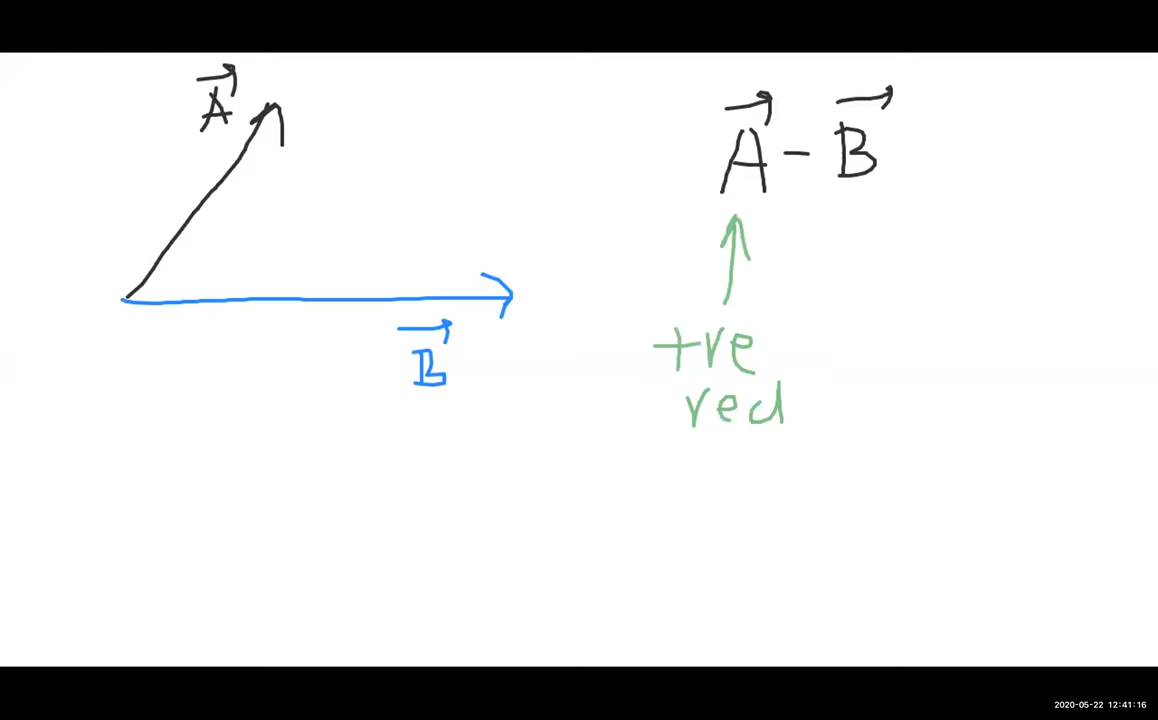 A⃗
A⃗ - B⃗
B⃗
+ve
red
2020-05-22 12:41:16